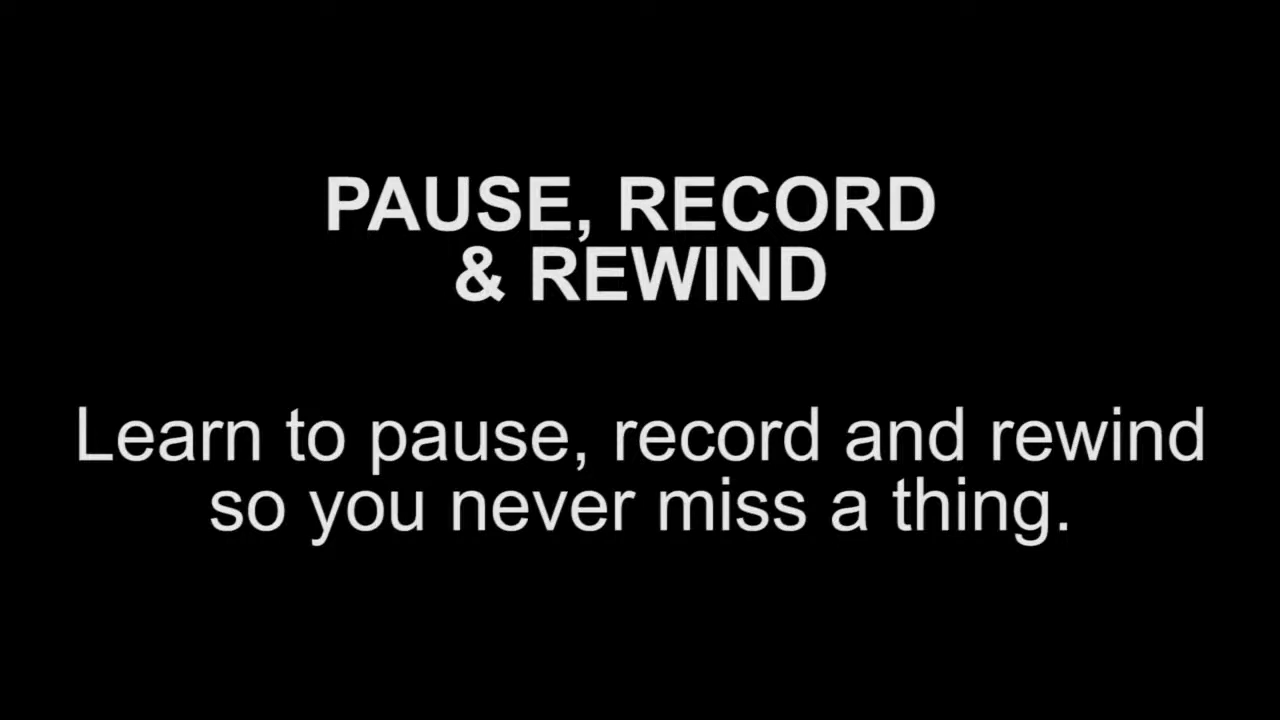 PAUSE, RECORD
& REWIND
Learn to pause, record and rewind
so you never miss a thing.